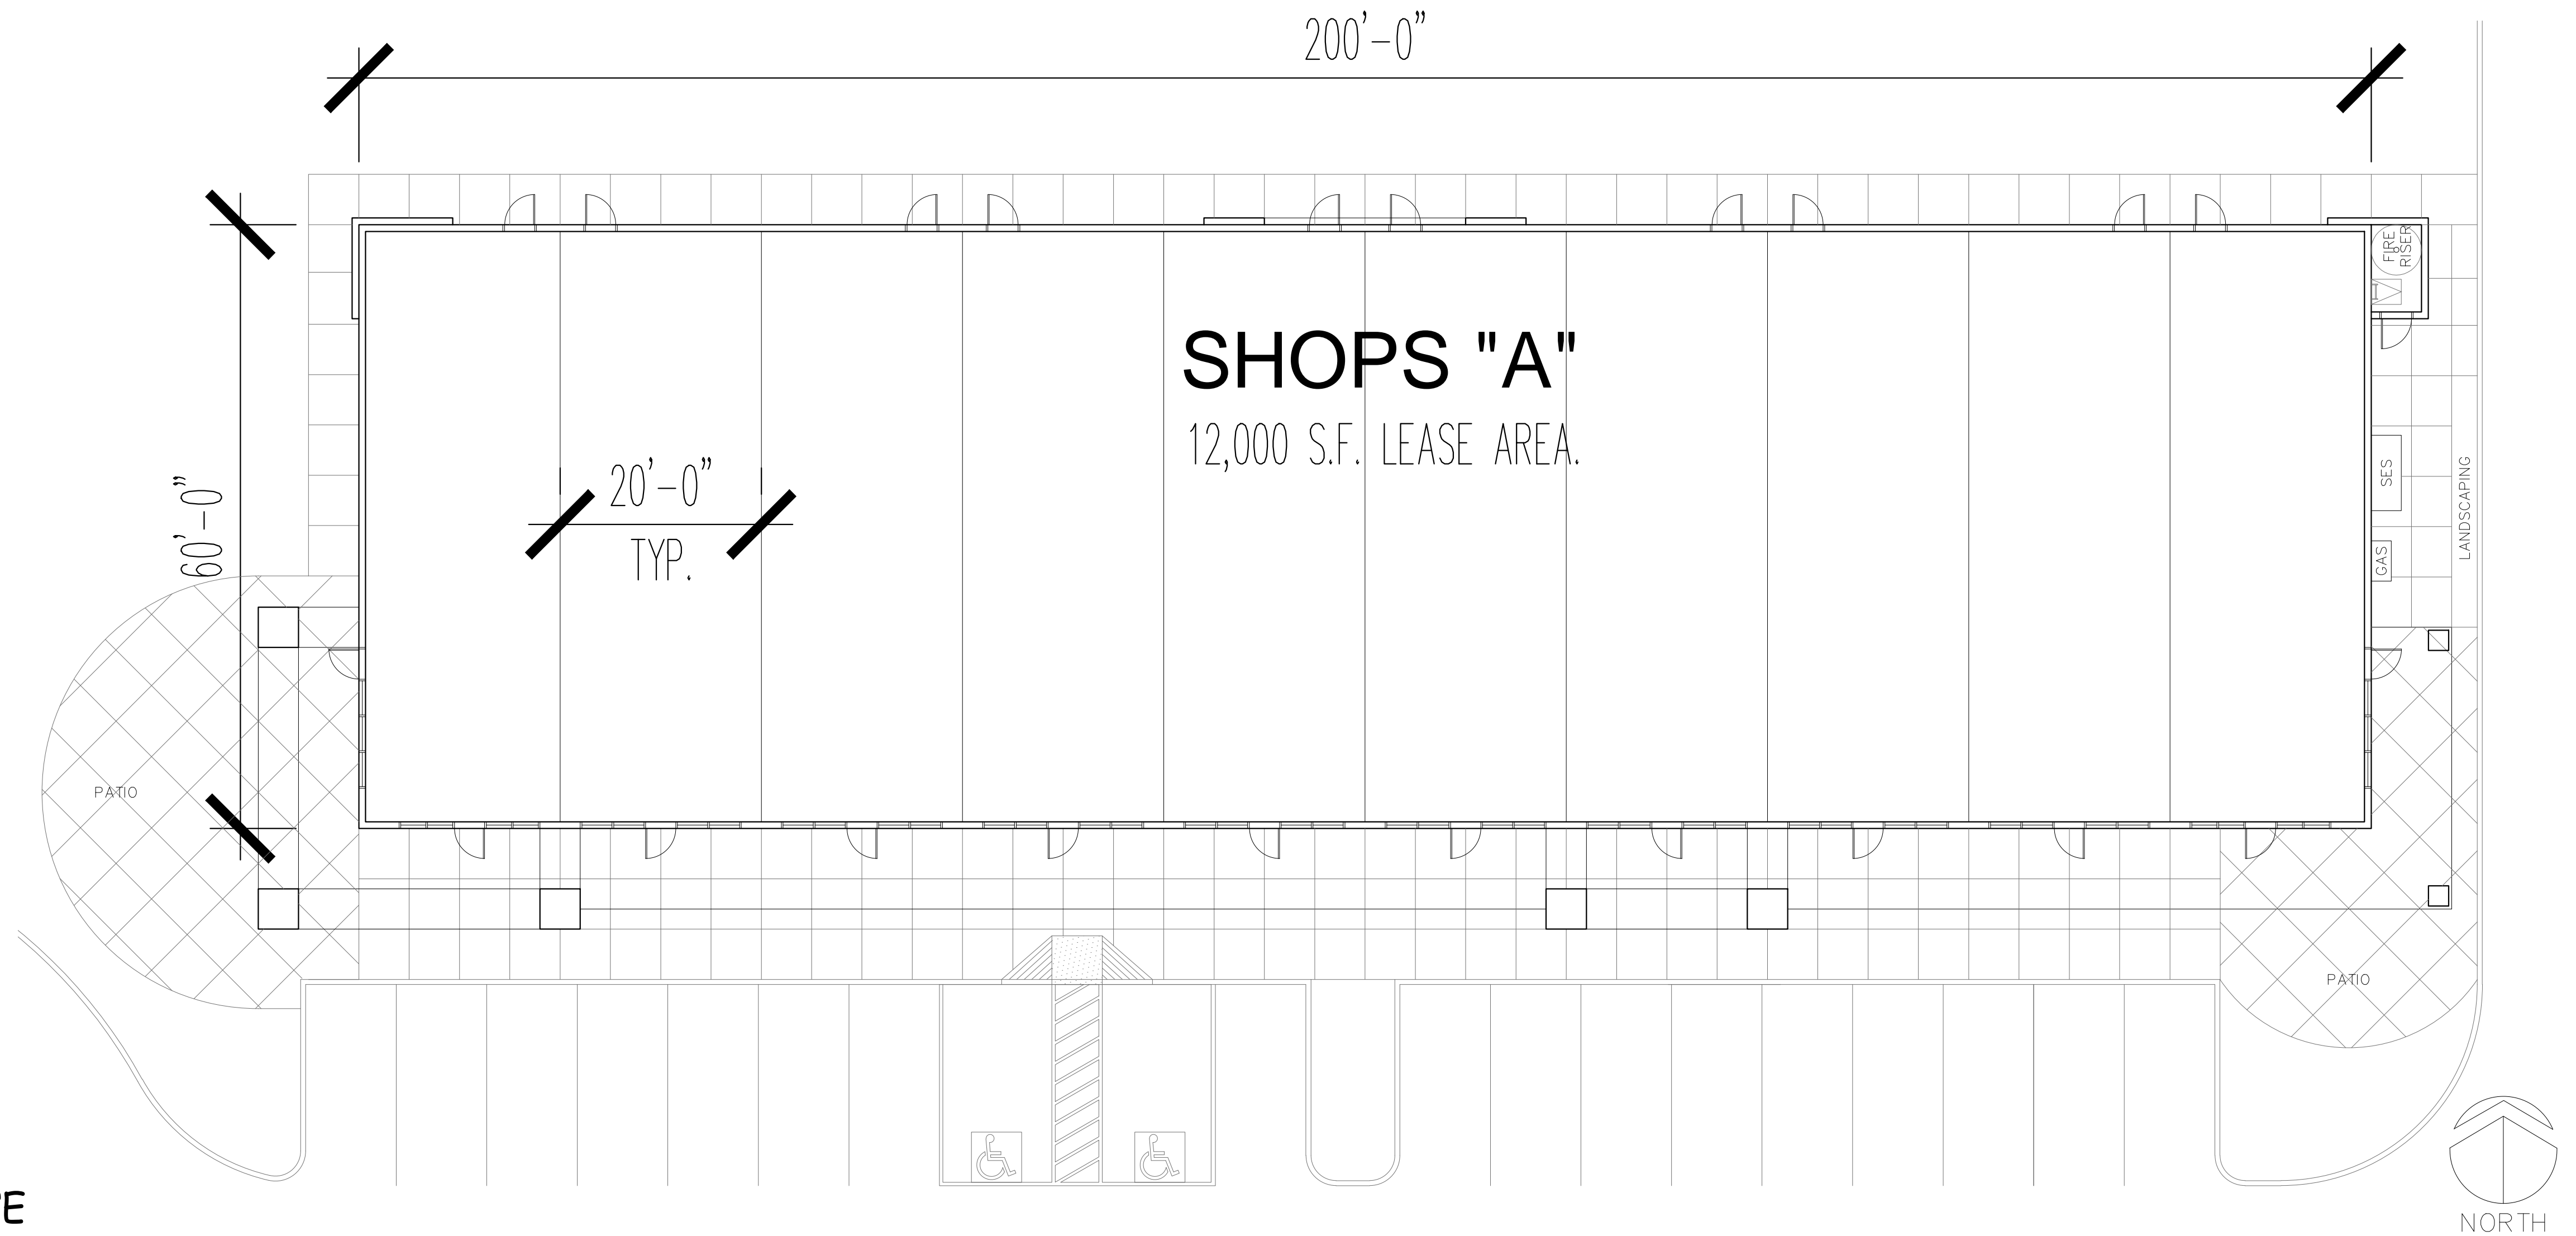 200'-0"
FIRE
RISER
SHOPS "A"
12,000 S.F. LEASE AREA.
20'-0"
TYP.
60'-0"
SES
GAS
LANDSCAPING
PATIO
PATIO
E
NORTH